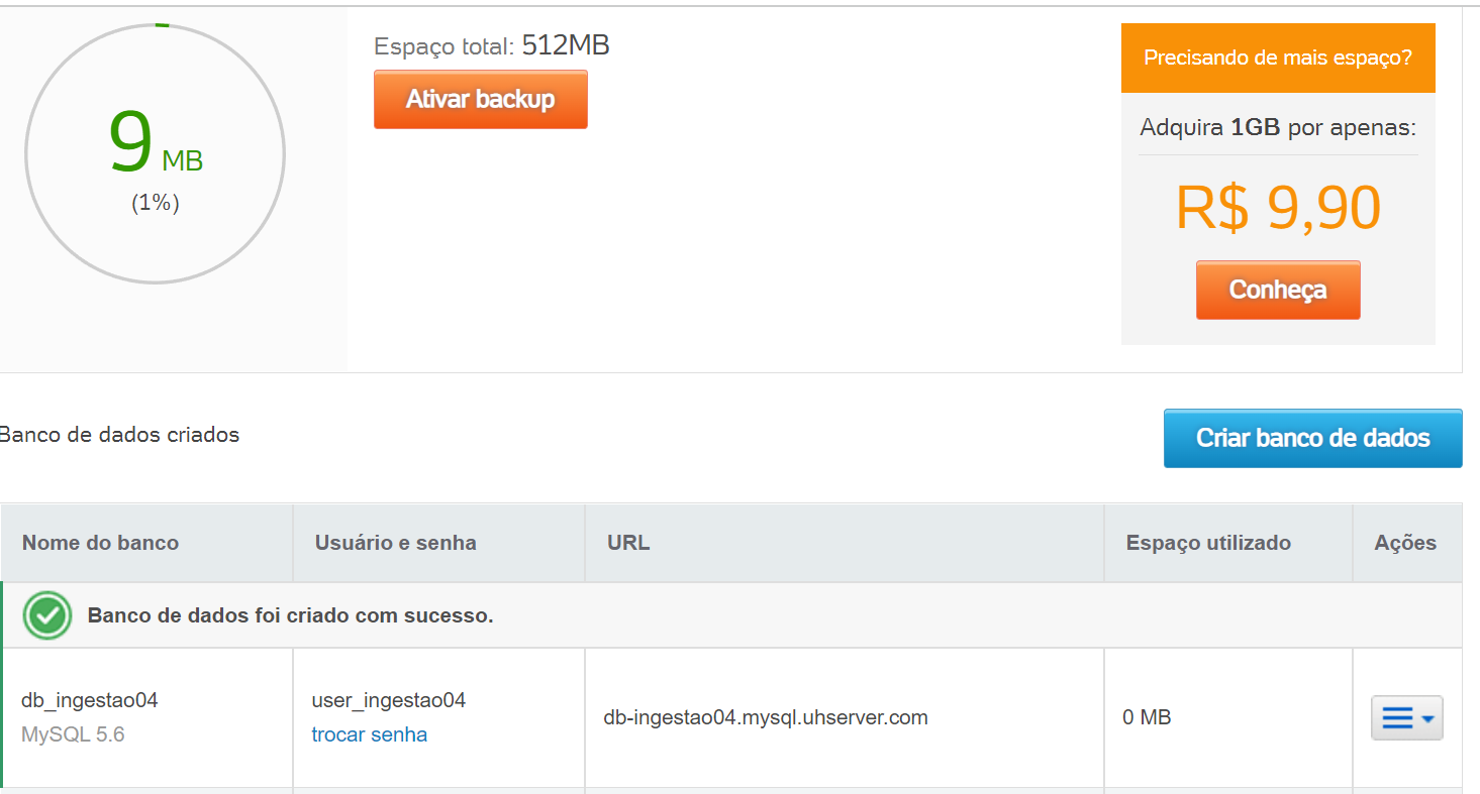 9 MB
(1%)
Espaço total: 512MB
Ativar backup
Precisando de mais espaço?
Adquira 1GB por apenas:
R$ 9,90
Conheça
Banco de dados criados
Criar banco de dados
Nome do banco
Usuário e senha
URL
Espaço utilizado
Ações
Banco de dados foi criado com sucesso.
db_ingestao04
MySQL 5.6
user_ingestao04
trocar senha
db-ingestao04.mysql.uhserver.com
0 MB